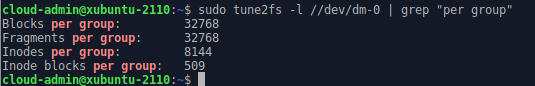 cloud-admin@xubuntu-2110:~$ sudo tune2fs -l //dev/dm-0 | grep "per group"
Blocks per group:         32768
Fragments per group:      32768
Inodes per group:         8144
Inode blocks per group:   509
cloud-admin@xubuntu-2110:~$